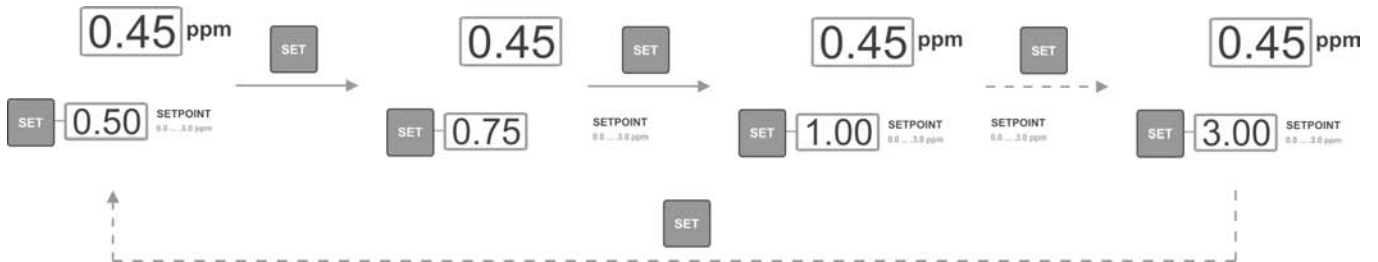 0.45 ppm
SET
0.45
SET
0.45 ppm
SET
0.45 ppm
SET 0.50 SETPOINT
0.0 ... .3.0 ppm
SET 0.75
SETPOINT
0.0 ... .3.0 ppm
SET 1.00 SETPOINT
0.0 ... .3.0 ppm
SETPOINT
0.0 ... .3.0 ppm
SET 3.00 SETPOINT
0.0 ... .3.0 ppm
SET